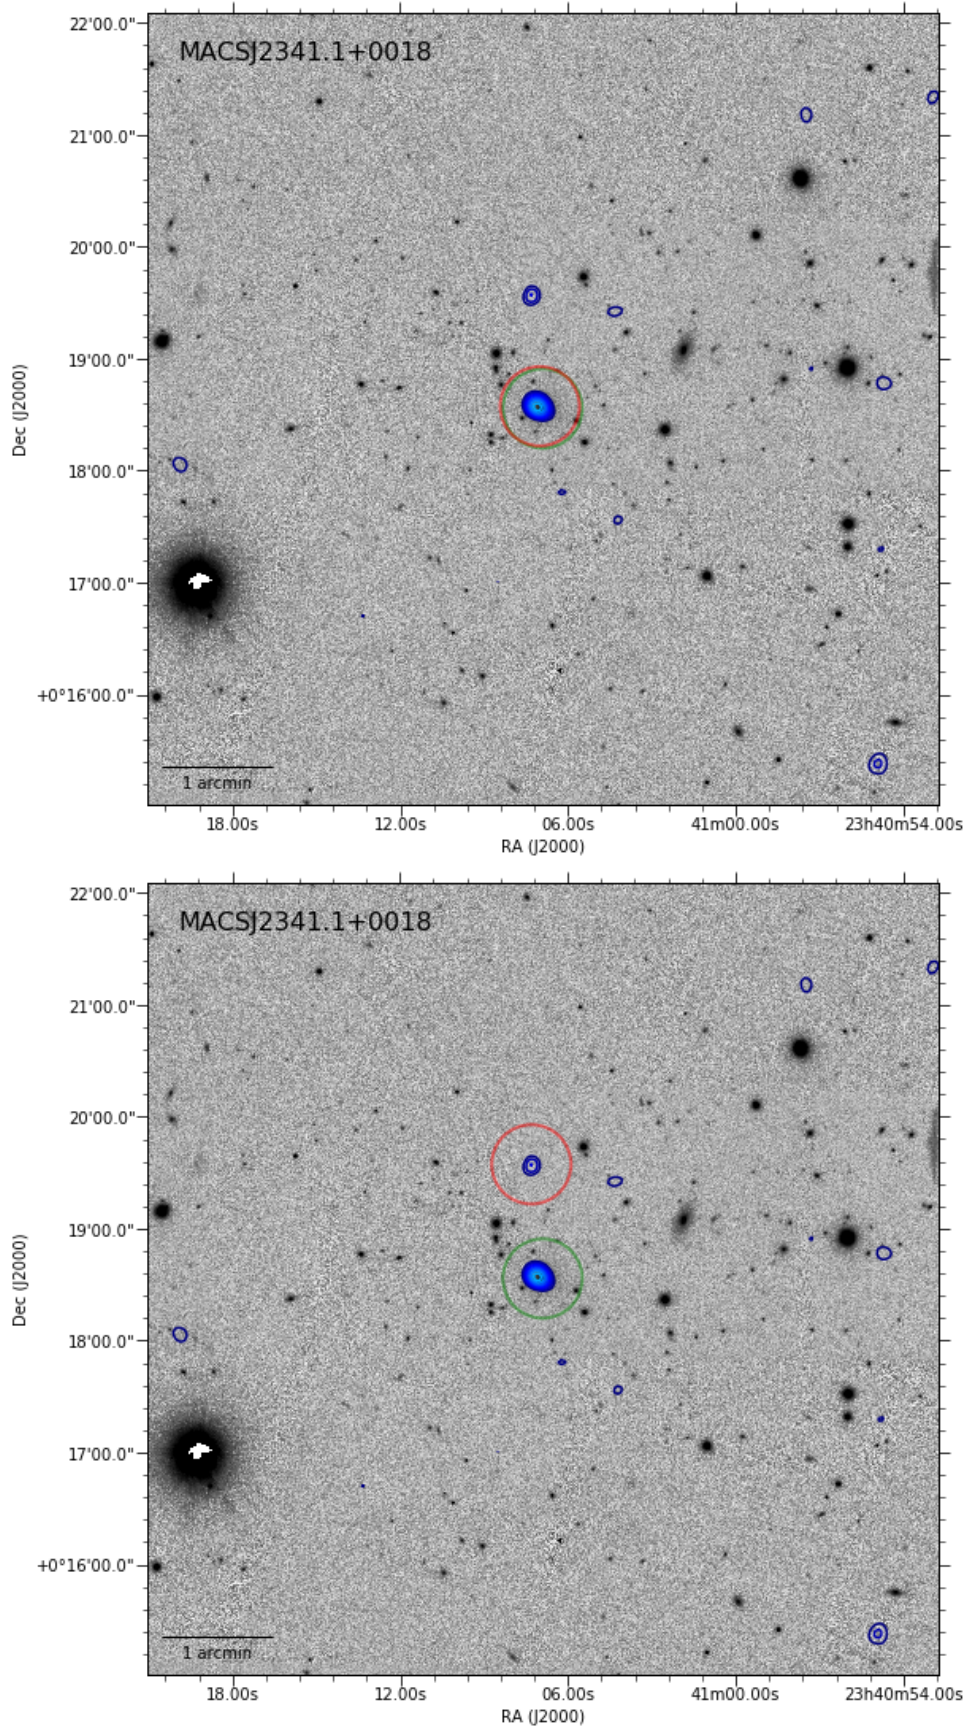 MACSJ2341.1+0018
22'00.0"
21'00.0"
20'00.0"
19'00.0"
18'00.0"
17'00.0"
+0°16'00.0"
Dec (J2000)
1 arcmin
18.00s 12.00s 06.00s 41m00.00s 23h40m54.00s
RA (J2000)
MACSJ2341.1+0018
22'00.0"
21'00.0"
20'00.0"
19'00.0"
18'00.0"
17'00.0"
+0°16'00.0"
Dec (J2000)
1 arcmin
18.00s 12.00s 06.00s 41m00.00s 23h40m54.00s
RA (J2000)